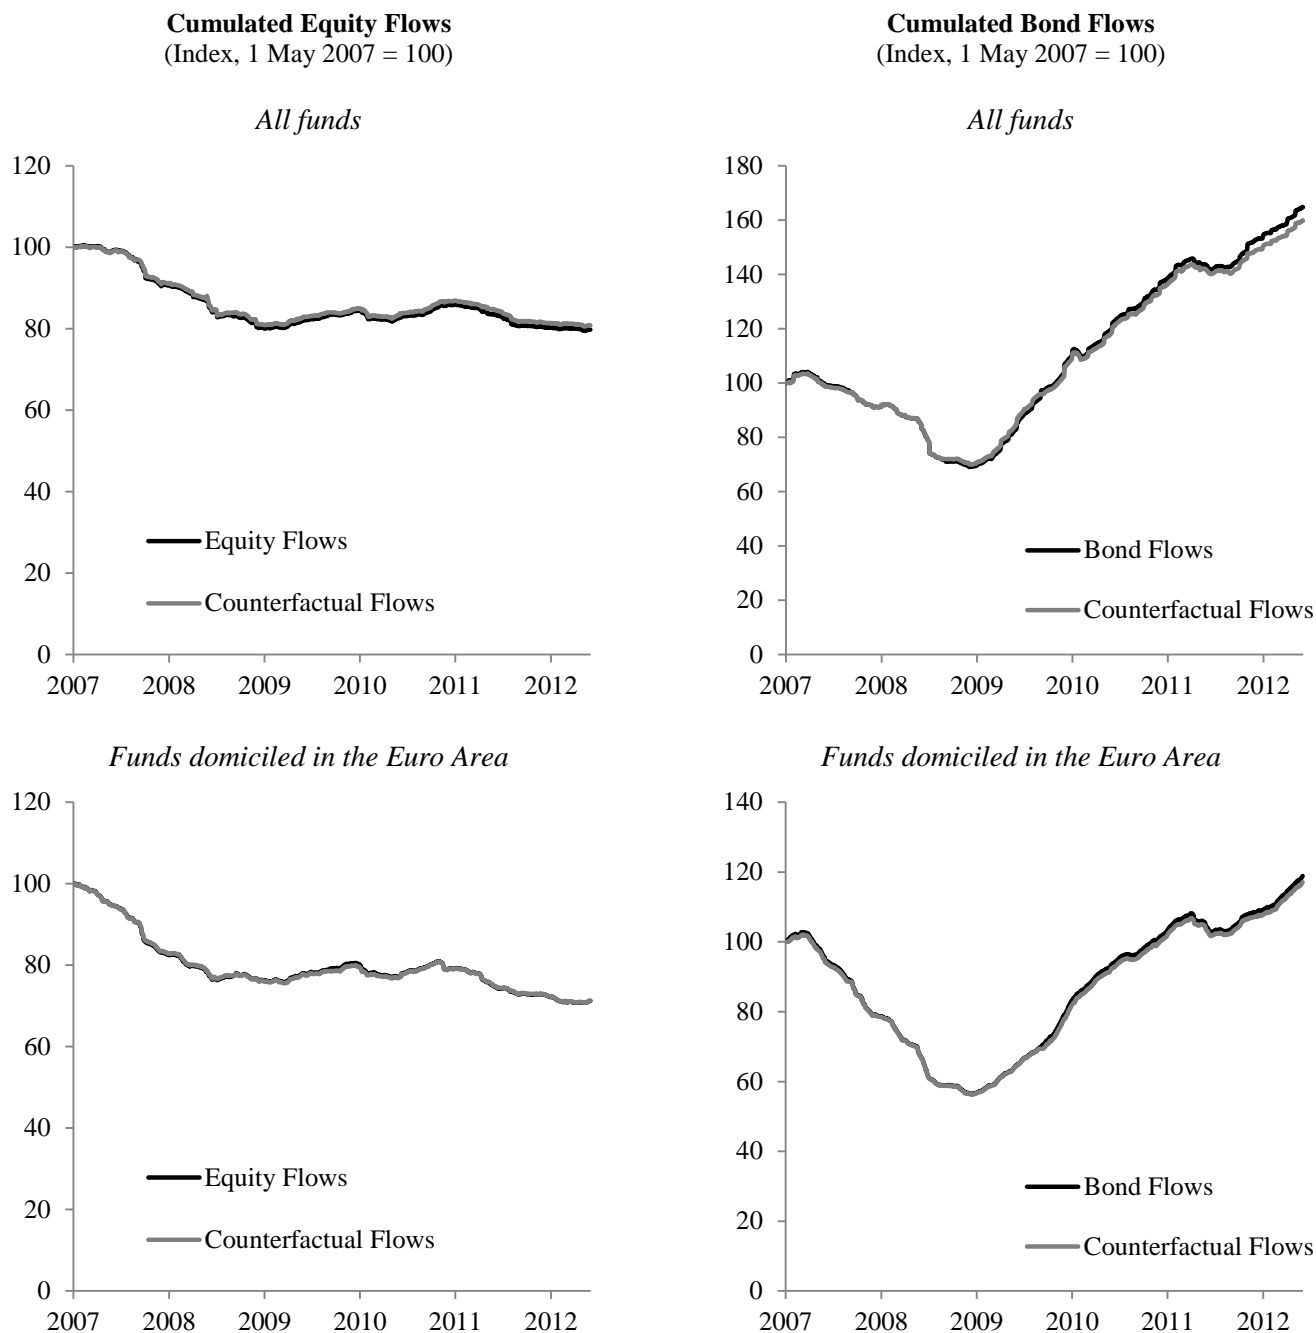 Cumulated Equity Flows
(Index, 1 May 2007 = 100)
All funds
120
100
80
60
40
20
0
Equity Flows
Counterfactual Flows
2007 2008 2009 2010 2011 2012
Cumulated Bond Flows
(Index, 1 May 2007 = 100)
All funds
180
160
140
120
100
80
60
40
20
0
Bond Flows
Counterfactual Flows
2007 2008 2009 2010 2011 2012
Funds domiciled in the Euro Area
120
100
80
60
40
20
0
Equity Flows
Counterfactual Flows
2007 2008 2009 2010 2011 2012
Funds domiciled in the Euro Area
140
120
100
80
60
40
20
0
Bond Flows
Counterfactual Flows
2007 2008 2009 2010 2011 2012